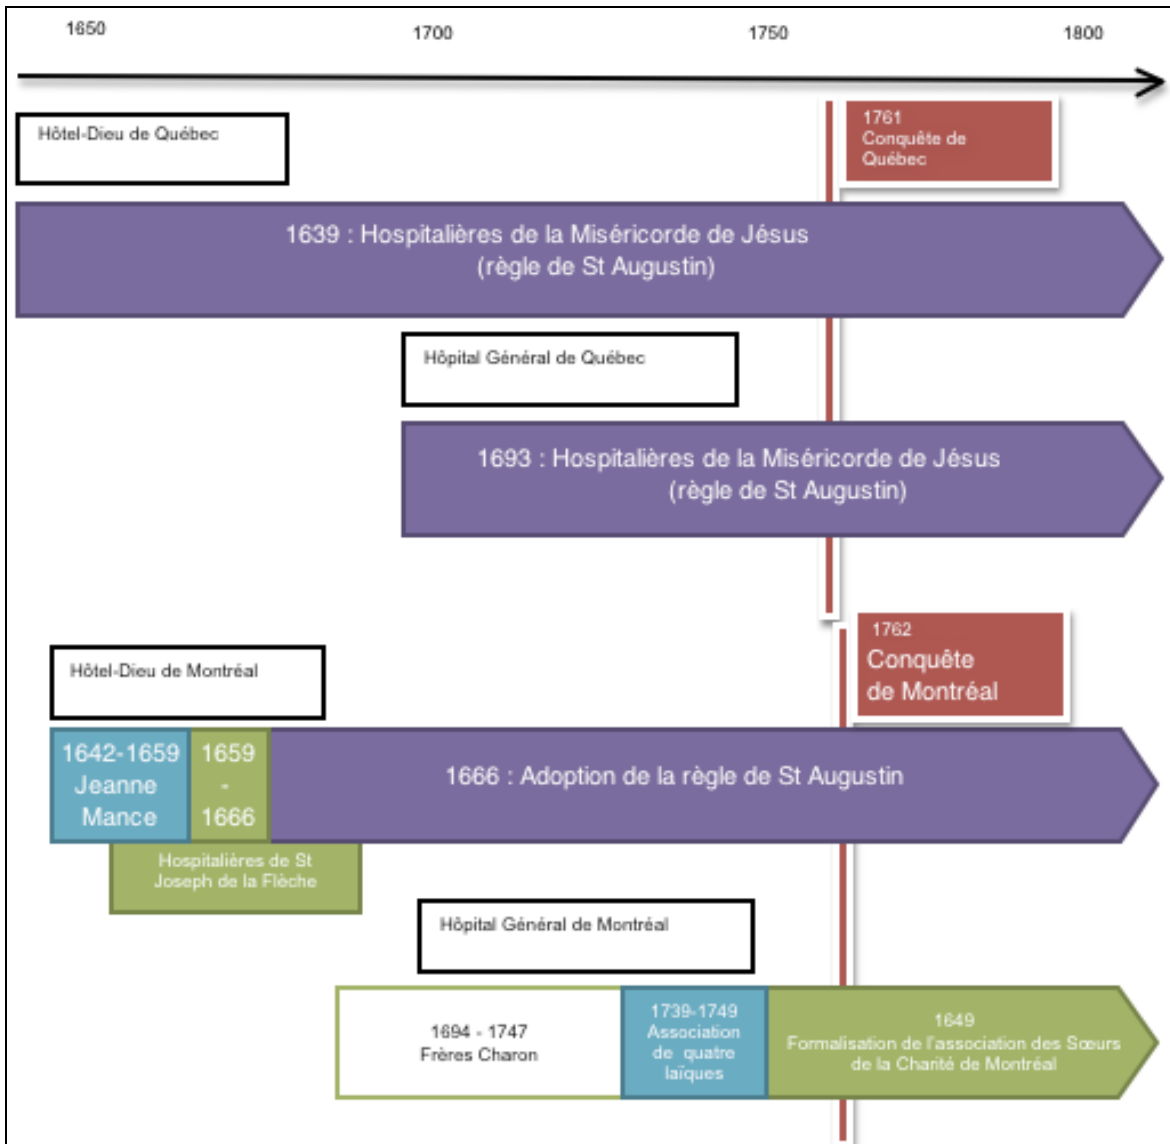 1650
1700
1750
1800
Hôtel-Dieu de Québec
1761
Conquête de
Québec
1639 : Hospitalières de la Miséricorde de Jésus
(règle de St Augustin)
Hôpital Général de Québec
1693 : Hospitalières de la Miséricorde de Jésus
(règle de St Augustin)
1762
Conquête
de Montréal
Hôtel-Dieu de Montréal
1642-1659
Jeanne
Mance
1659
-
1666
1666 : Adoption de la règle de St Augustin
Hospitalières de St
Joseph de la Flèche
Hôpital Général de Montréal
1694 - 1747
Frères Charon
1739-1749
Association
de quatre
laïques
1649
Formalisation de l'association des Sœurs
de la Charité de Montréal